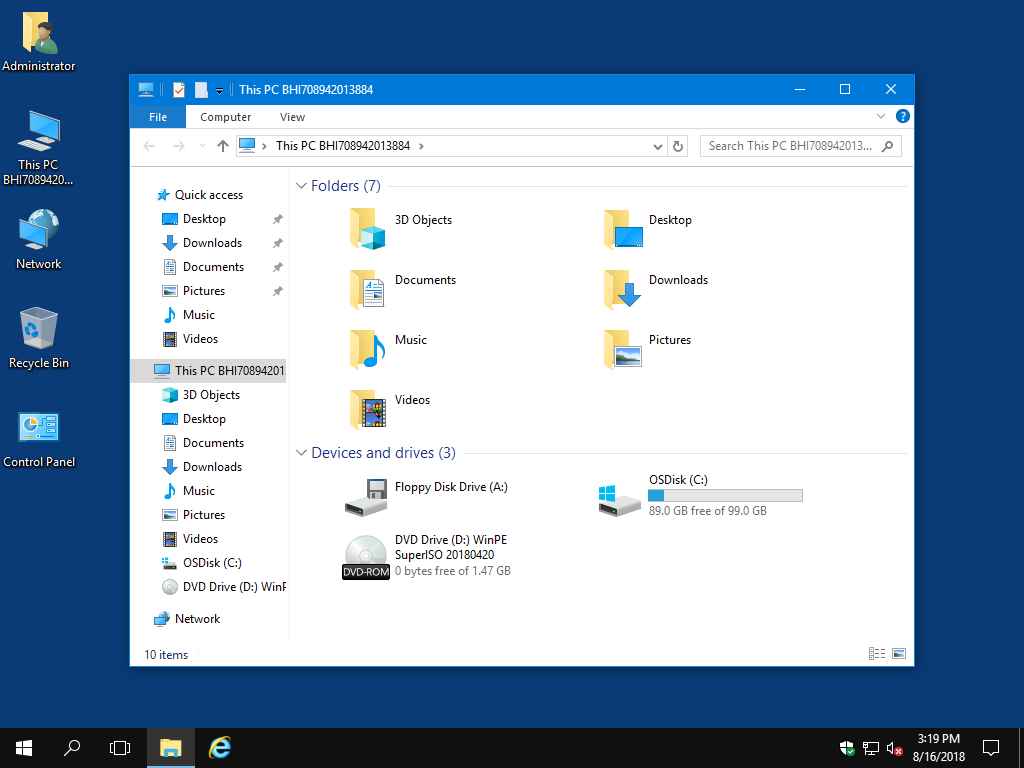 Administrator
This PC
BHI7089420...
Network
Recycle Bin
Control Panel
This PC BHI708942013884
File
Computer
View
This PC BHI708942013884
Search This PC BHI708942013...
Quick access
Desktop
Downloads
Documents
Pictures
Music
Videos
This PC BHI708942013
3D Objects
Desktop
Documents
Downloads
Music
Pictures
Videos
OSDisk (C:)
DVD Drive (D:) WinP
Network
Folders (7)
3D Objects
Desktop
Documents
Downloads
Music
Pictures
Videos
Devices and drives (3)
Floppy Disk Drive (A:)
OSDisk (C:)
89.0 GB free of 99.0 GB
DVD Drive (D:) WinPE
SuperISO 20180420
0 bytes free of 1.47 GB
DVD-ROM
10 items
3:19 PM
8/16/2018